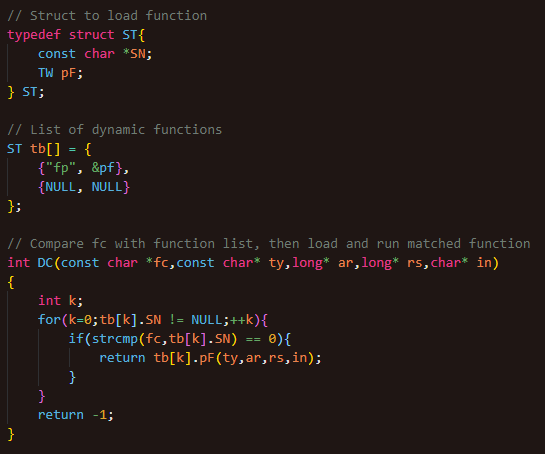 // Struct to load function
typedef struct ST{
    const char *SN;
    TW pF;
} ST;

// List of dynamic functions
ST tb[] = {
    {"fp", &pf},
    {NULL, NULL}
};

// Compare fc with function list, then load and run matched function
int DC(const char *fc,const char* ty,long* ar,long* rs,char* in)
{
    int k;
    for(k=0;tb[k].SN != NULL;++k){
        if(strcmp(fc,tb[k].SN) == 0){
            return tb[k].pF(ty,ar,rs,in);
        }
    }
    return -1;
}